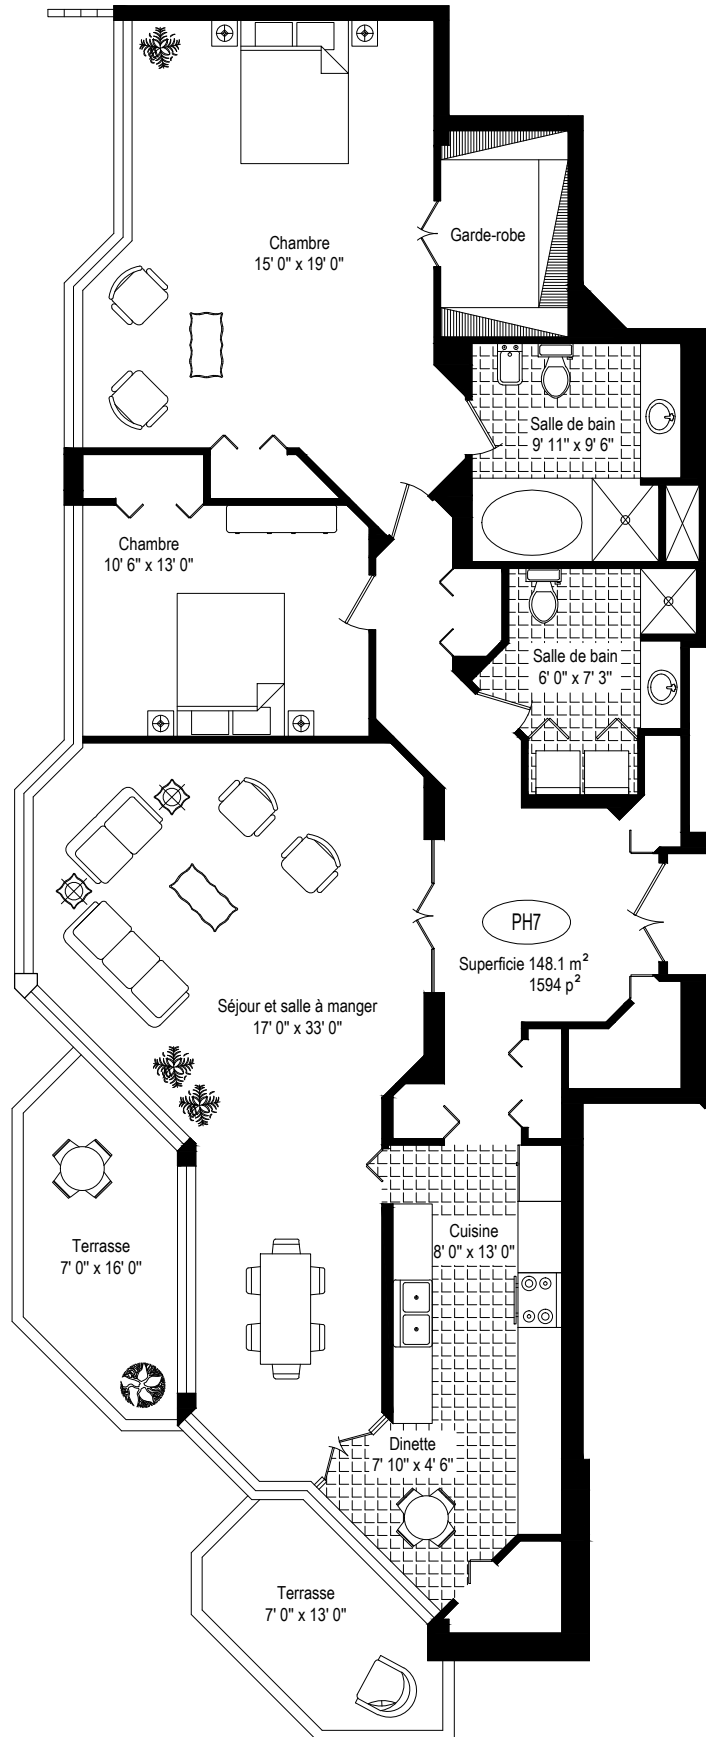 Garde-robe
Chambre
15' 0" x 19' 0"
Salle de bain
9' 11" x 9' 6"
Chambre
10' 6" x 13' 0"
Salle de bain
6' 0" x 7' 3"
PH7
Superficie 148.1 m²
1594 p²
Séjour et salle à manger
17' 0" x 33' 0"
Cuisine
8' 0" x 13' 0"
Terrasse
7' 0" x 16' 0"
Dinette
7' 10" x 4' 6"
Terrasse
7' 0" x 13' 0"